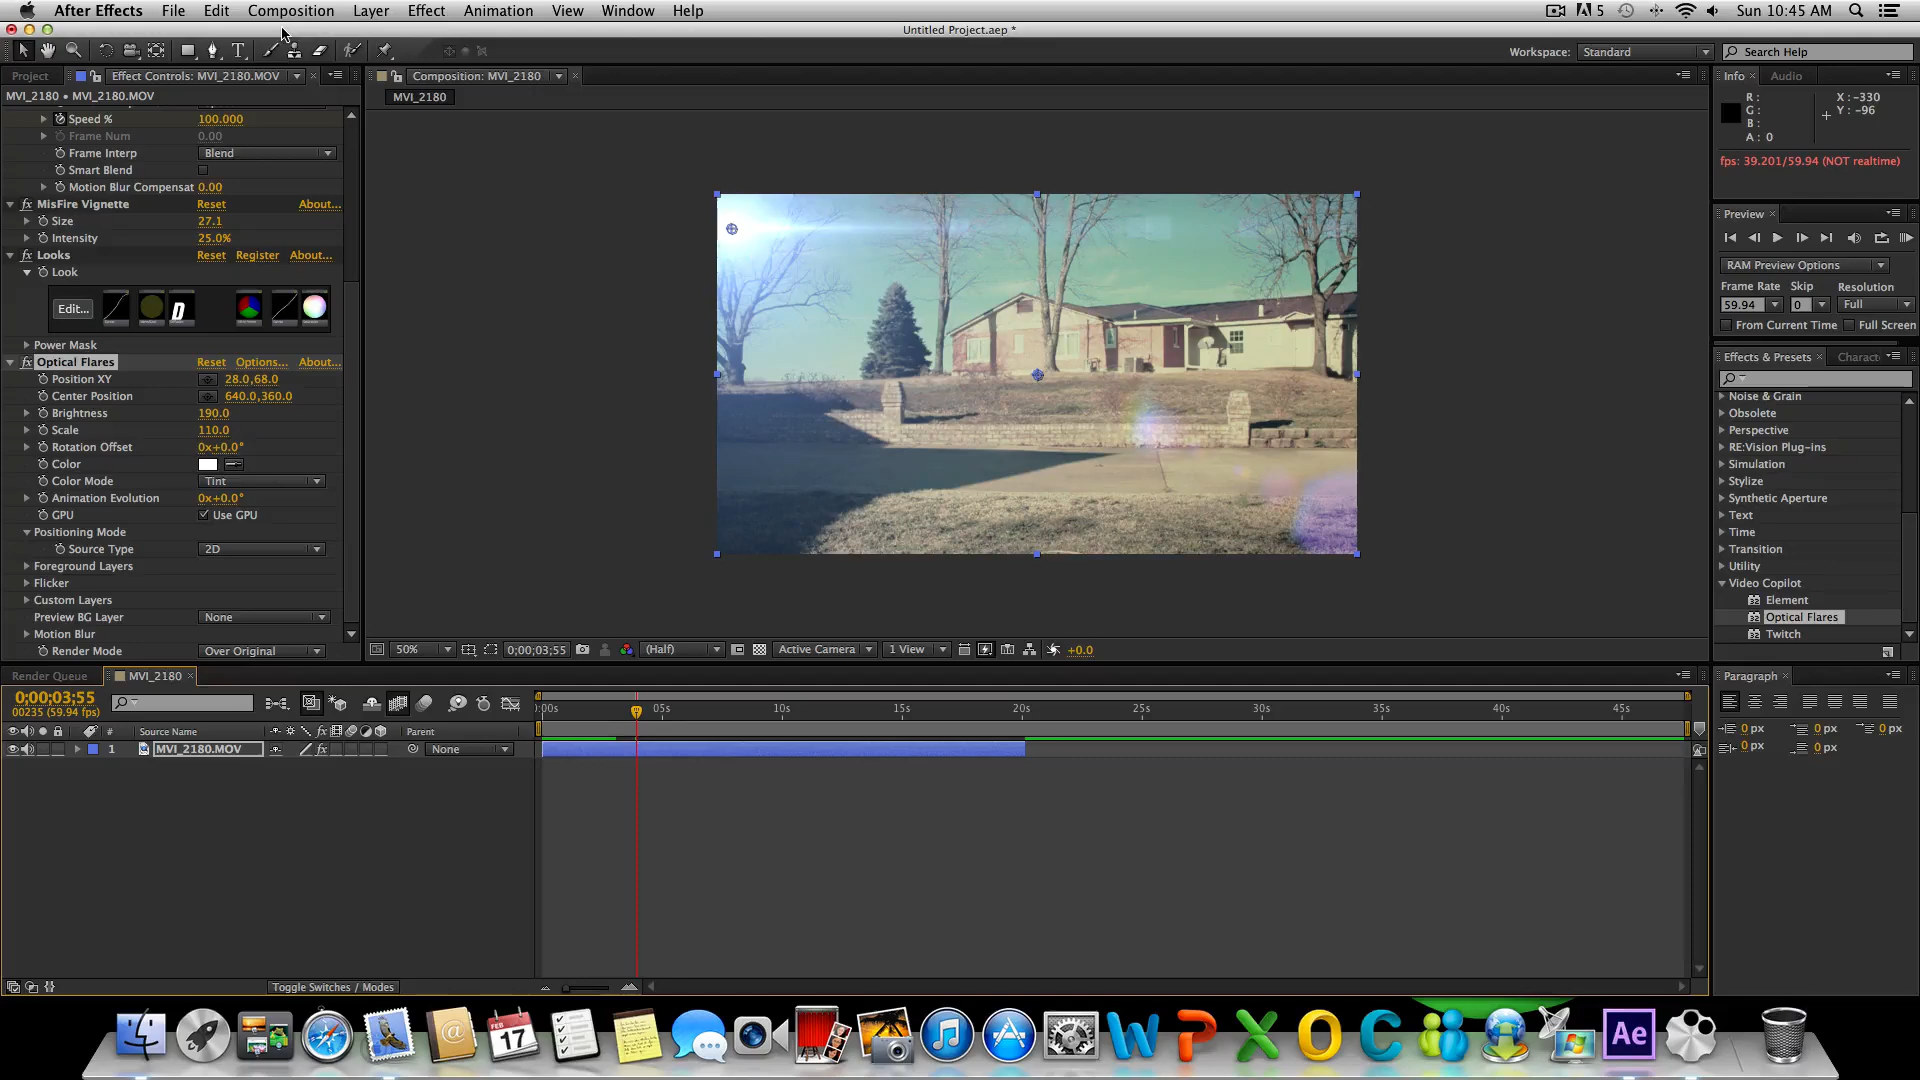 After Effects File Edit Composition Layer Effect Animation View Window Help 5 Sun 10:45 AM
Untitled Project.aep *
Workspace: Standard Search Help
Project Effect Controls: MVI_2180.MOV Composition: MVI_2180 Info Audio
MVI_2180 • MVI_2180.MOV MVI_2180
R: X: -330
G: Y: -96
B:
A: 0
fps: 39.201/59.94 (NOT realtime)
Speed % 100.000
Frame Num 0.00
Frame Interp Blend
Smart Blend
Motion Blur Compensat 0.00
MisFire Vignette Reset About...
Size 27.1
Intensity 25.0%
Looks Reset Register About...
Look
Edit...
Power Mask
Optical Flares Reset Options... About...
Position XY 28.0,68.0
Center Position 640.0,360.0
Brightness 190.0
Scale 110.0
Rotation Offset 0x+0.0°
Color
Color Mode Tint
Animation Evolution 0x+0.0°
GPU Use GPU
Positioning Mode
Source Type 2D
Foreground Layers
Flicker
Custom Layers
Preview BG Layer None
Motion Blur
Render Mode Over Original
50% 0;00;03;55 (Half) Active Camera 1 View +0.0
Preview
RAM Preview Options
Frame Rate Skip Resolution
59.94 0 Full
From Current Time Full Screen
Effects & Presets Charact
Noise & Grain
Obsolete
Perspective
RE:Vision Plug-ins
Simulation
Stylize
Synthetic Aperture
Text
Time
Transition
Utility
Video Copilot
Element
Optical Flares
Twitch
Render Queue MVI_2180
0;00;03;55
00235 (59.94 fps)
:00s 05s 10s 15s 20s 25s 30s 35s 40s 45s
# Source Name Parent
1 MVI_2180.MOV None
Toggle Switches / Modes
Paragraph
0 px 0 px 0 px
0 px 0 px
FEB
17
W P X O C Ae